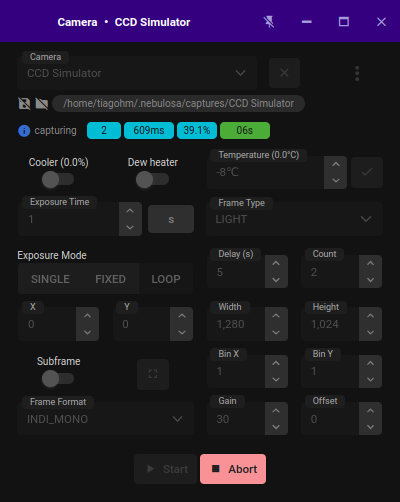 Camera • CCD Simulator
Camera
CCD Simulator
/home/tiagohm/.nebulosa/captures/CCD Simulator
capturing 2 609ms 39.1% 06s
Cooler (0.0%) Dew heater Temperature (0.0°C)
-8°C
Exposure Time Frame Type
1 s LIGHT
Exposure Mode Delay (s) Count
SINGLE FIXED LOOP 5 2
X Y Width Height
0 0 1,280 1,024
Subframe Bin X Bin Y
1 1
Frame Format Gain Offset
INDI_MONO 30 0
Start Abort